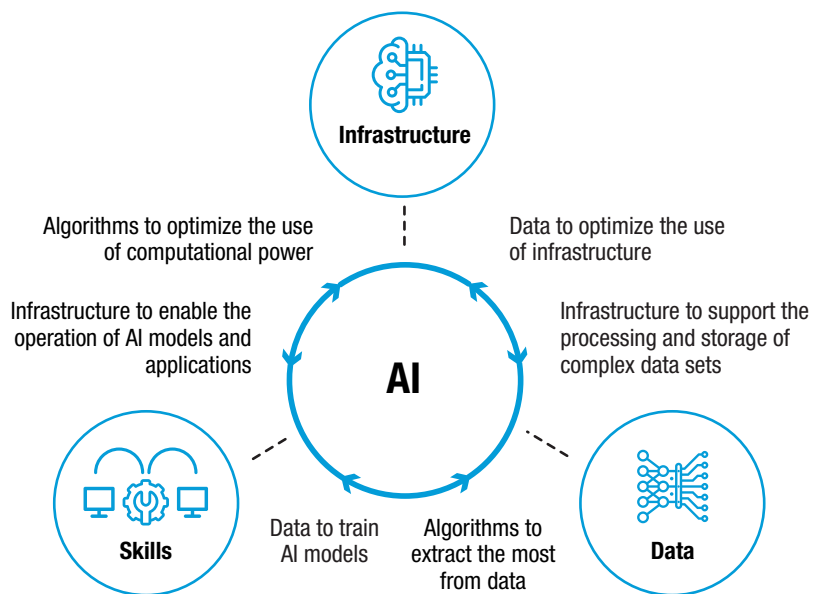 Infrastructure
Algorithms to optimize the use
of computational power
Data to optimize the use
of infrastructure
Infrastructure to enable the
operation of AI models and
applications
Infrastructure to support the
processing and storage of
complex data sets
AI
Skills
Data to train
AI models
Algorithms to
extract the most
from data
Data